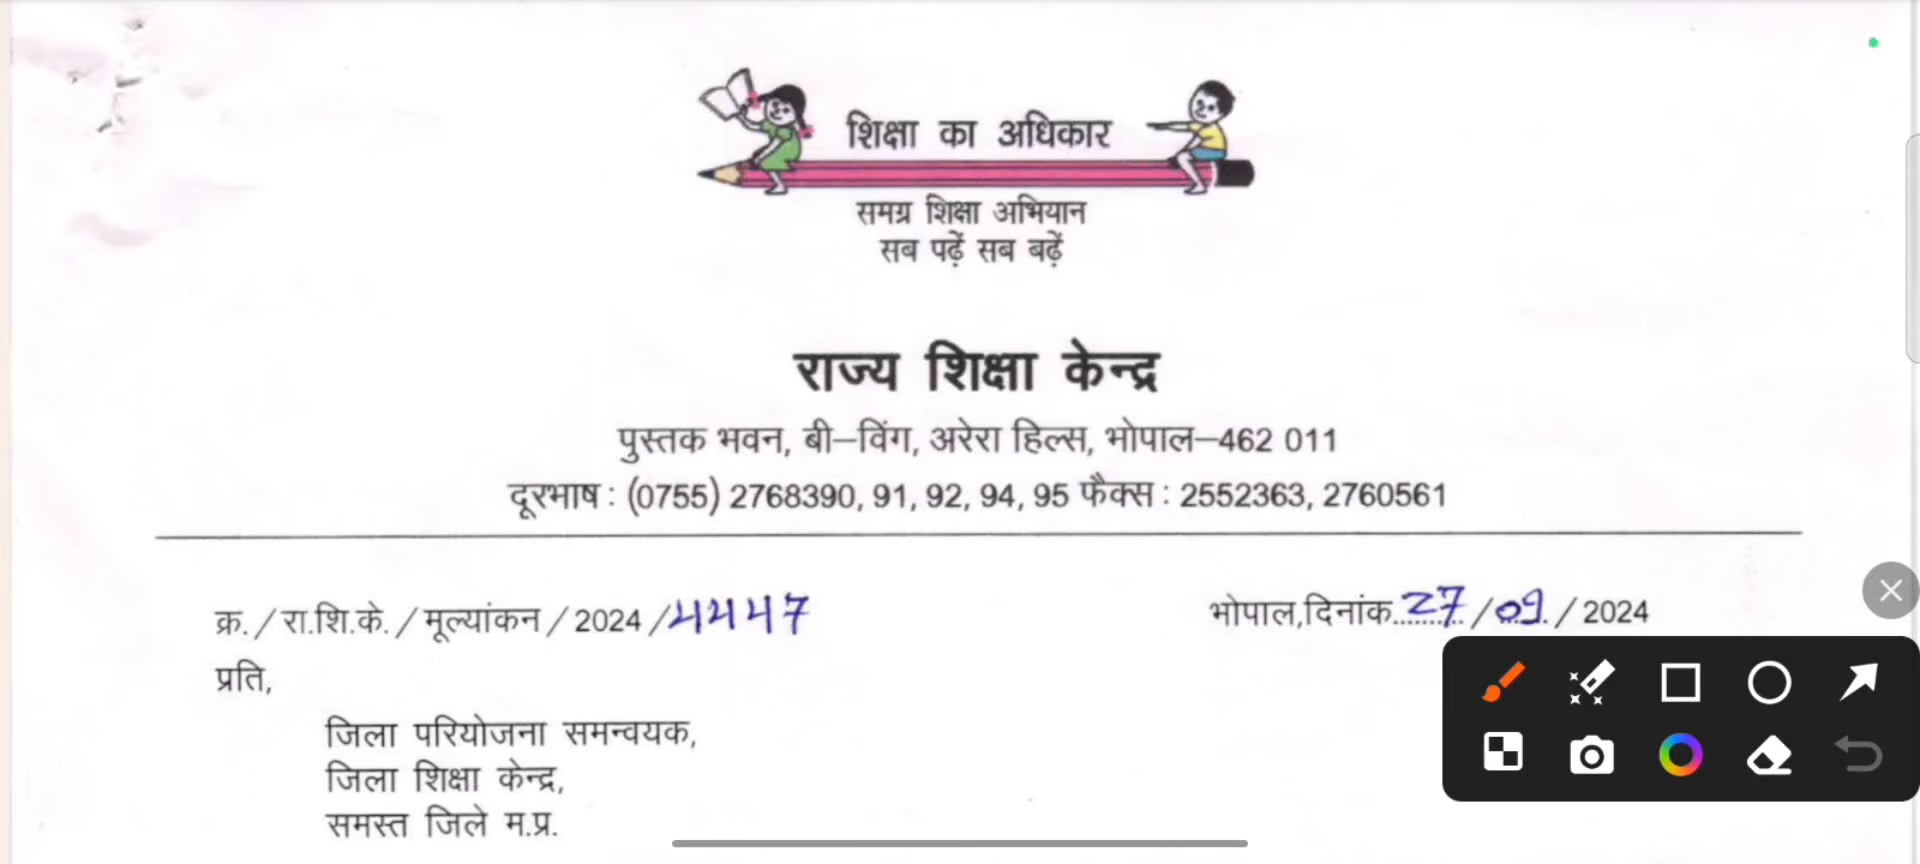 शिक्षा का अधिकार
समग्र शिक्षा अभियान
सब पढ़ें सब बढ़ें
राज्य शिक्षा केन्द्र
पुस्तक भवन, बी–विंग, अरेरा हिल्स, भोपाल–462 011
दूरभाष : (0755) 2768390, 91, 92, 94, 95 फैक्स : 2552363, 2760561
क्र. / रा.शि.के. / मूल्यांकन / 2024 / 4447
भोपाल,दिनांक..27../09../2024
प्रति,
जिला परियोजना समन्वयक,
जिला शिक्षा केन्द्र,
समस्त जिले म.प्र.